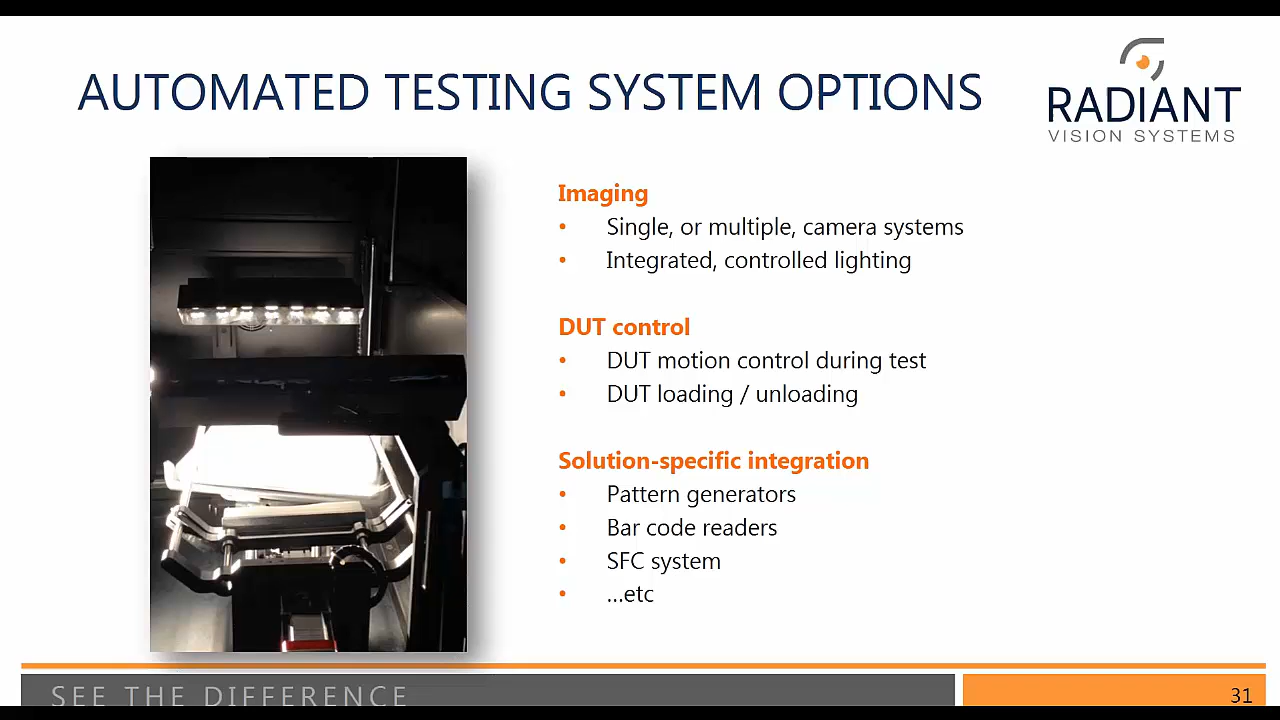 AUTOMATED TESTING SYSTEM OPTIONS
RADIANT
VISION SYSTEMS
Imaging
• Single, or multiple, camera systems
• Integrated, controlled lighting
DUT control
• DUT motion control during test
• DUT loading / unloading
Solution-specific integration
• Pattern generators
• Bar code readers
• SFC system
• ...etc
SEE THE DIFFERENCE
31